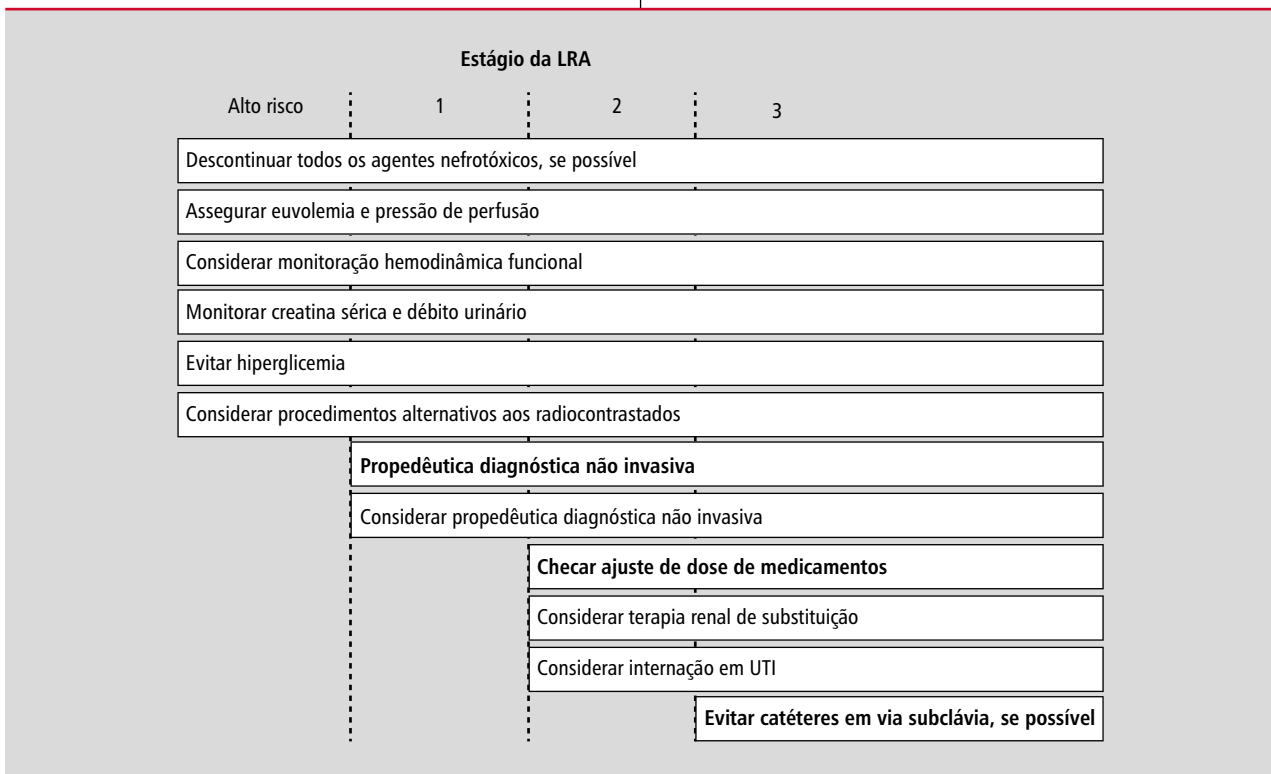 Estágio da LRA
Alto risco 1 2 3
Descontinuar todos os agentes nefrotóxicos, se possível
Assegurar euvolemia e pressão de perfusão
Considerar monitoração hemodinâmica funcional
Monitorar creatina sérica e débito urinário
Evitar hiperglicemia
Considerar procedimentos alternativos aos radiocontrastados
Propedêutica diagnóstica não invasiva
Considerar propedêutica diagnóstica não invasiva
Checar ajuste de dose de medicamentos
Considerar terapia renal de substituição
Considerar internação em UTI
Evitar catéteres em via subclávia, se possível